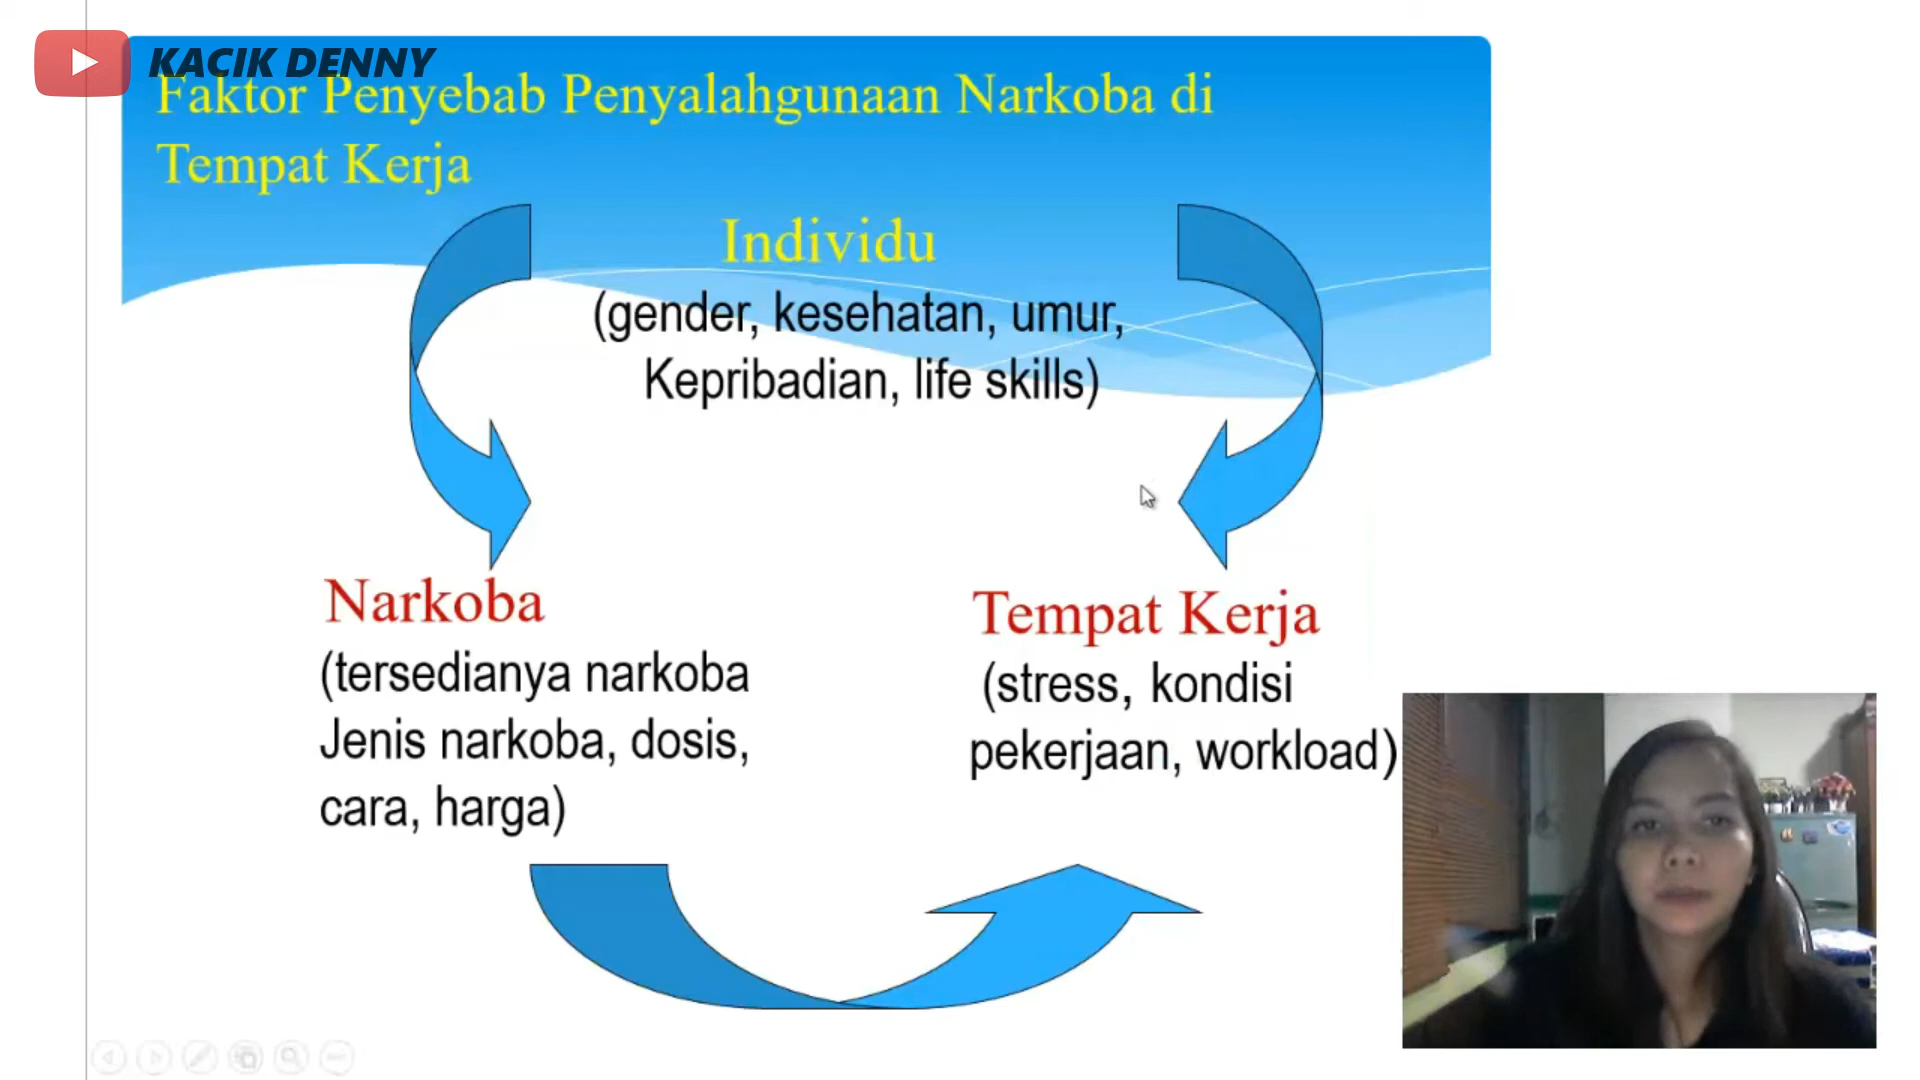 KACIK DENNY
Faktor Penyebab Penyalahgunaan Narkoba di
Tempat Kerja
Individu
(gender, kesehatan, umur,
Kepribadian, life skills)
Narkoba
(tersedianya narkoba
Jenis narkoba, dosis,
cara, harga)
Tempat Kerja
(stress, kondisi
pekerjaan, workload)